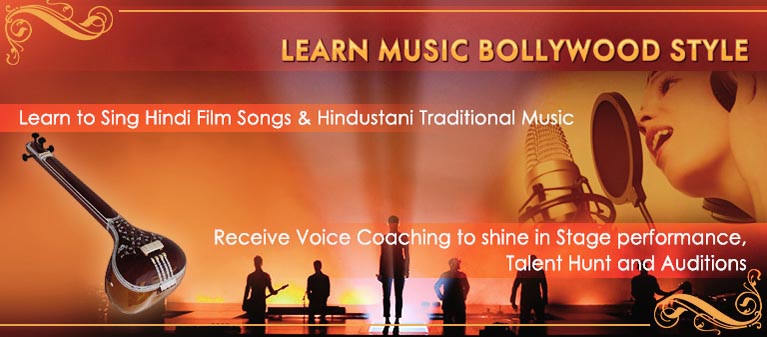 LEARN MUSIC BOLLYWOOD STYLE
Learn to Sing Hindi Film Songs & Hindustani Traditional Music
Receive Voice Coaching to shine in Stage performance,
Talent Hunt and Auditions